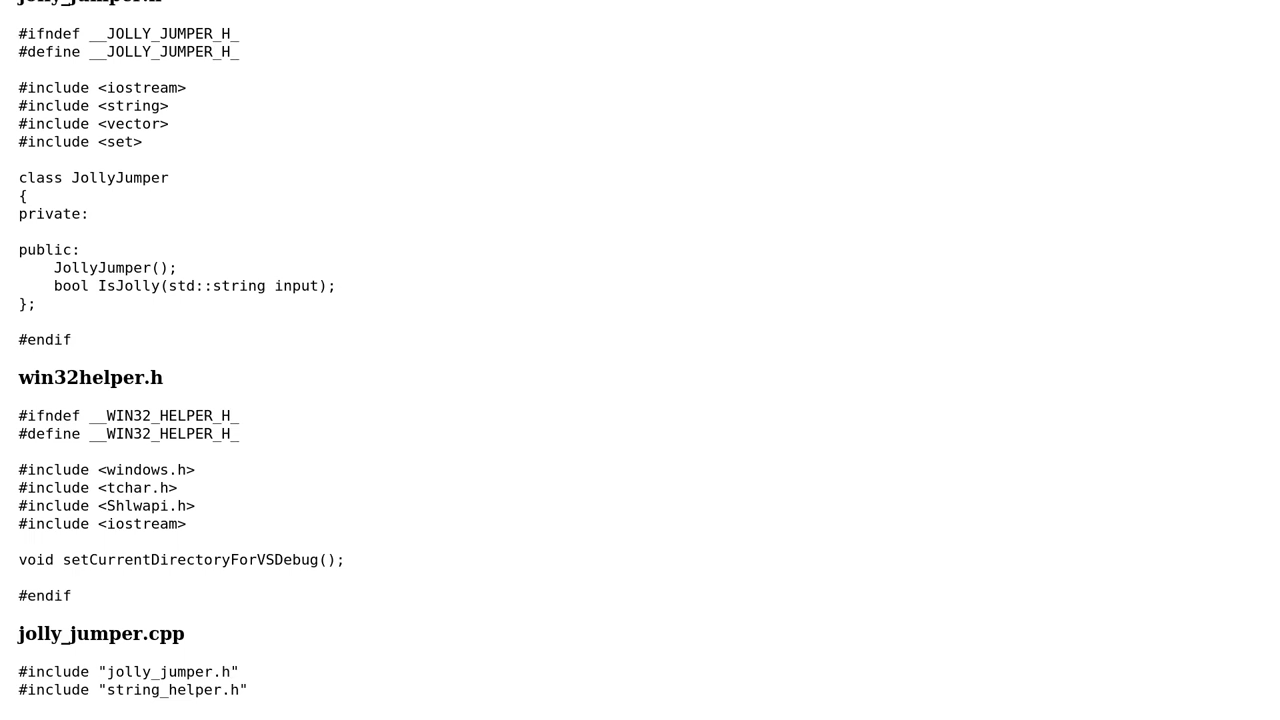 jolly_jumper.h
#ifndef __JOLLY_JUMPER_H_
#define __JOLLY_JUMPER_H_
#include <iostream>
#include <string>
#include <vector>
#include <set>
class JollyJumper
{
private:
public:
JollyJumper();
bool IsJolly(std::string input);
};
#endif
win32helper.h
#ifndef __WIN32_HELPER_H_
#define __WIN32_HELPER_H_
#include <windows.h>
#include <tchar.h>
#include <Shlwapi.h>
#include <iostream>
void setCurrentDirectoryForVSDebug();
#endif
jolly_jumper.cpp
#include "jolly_jumper.h"
#include "string_helper.h"